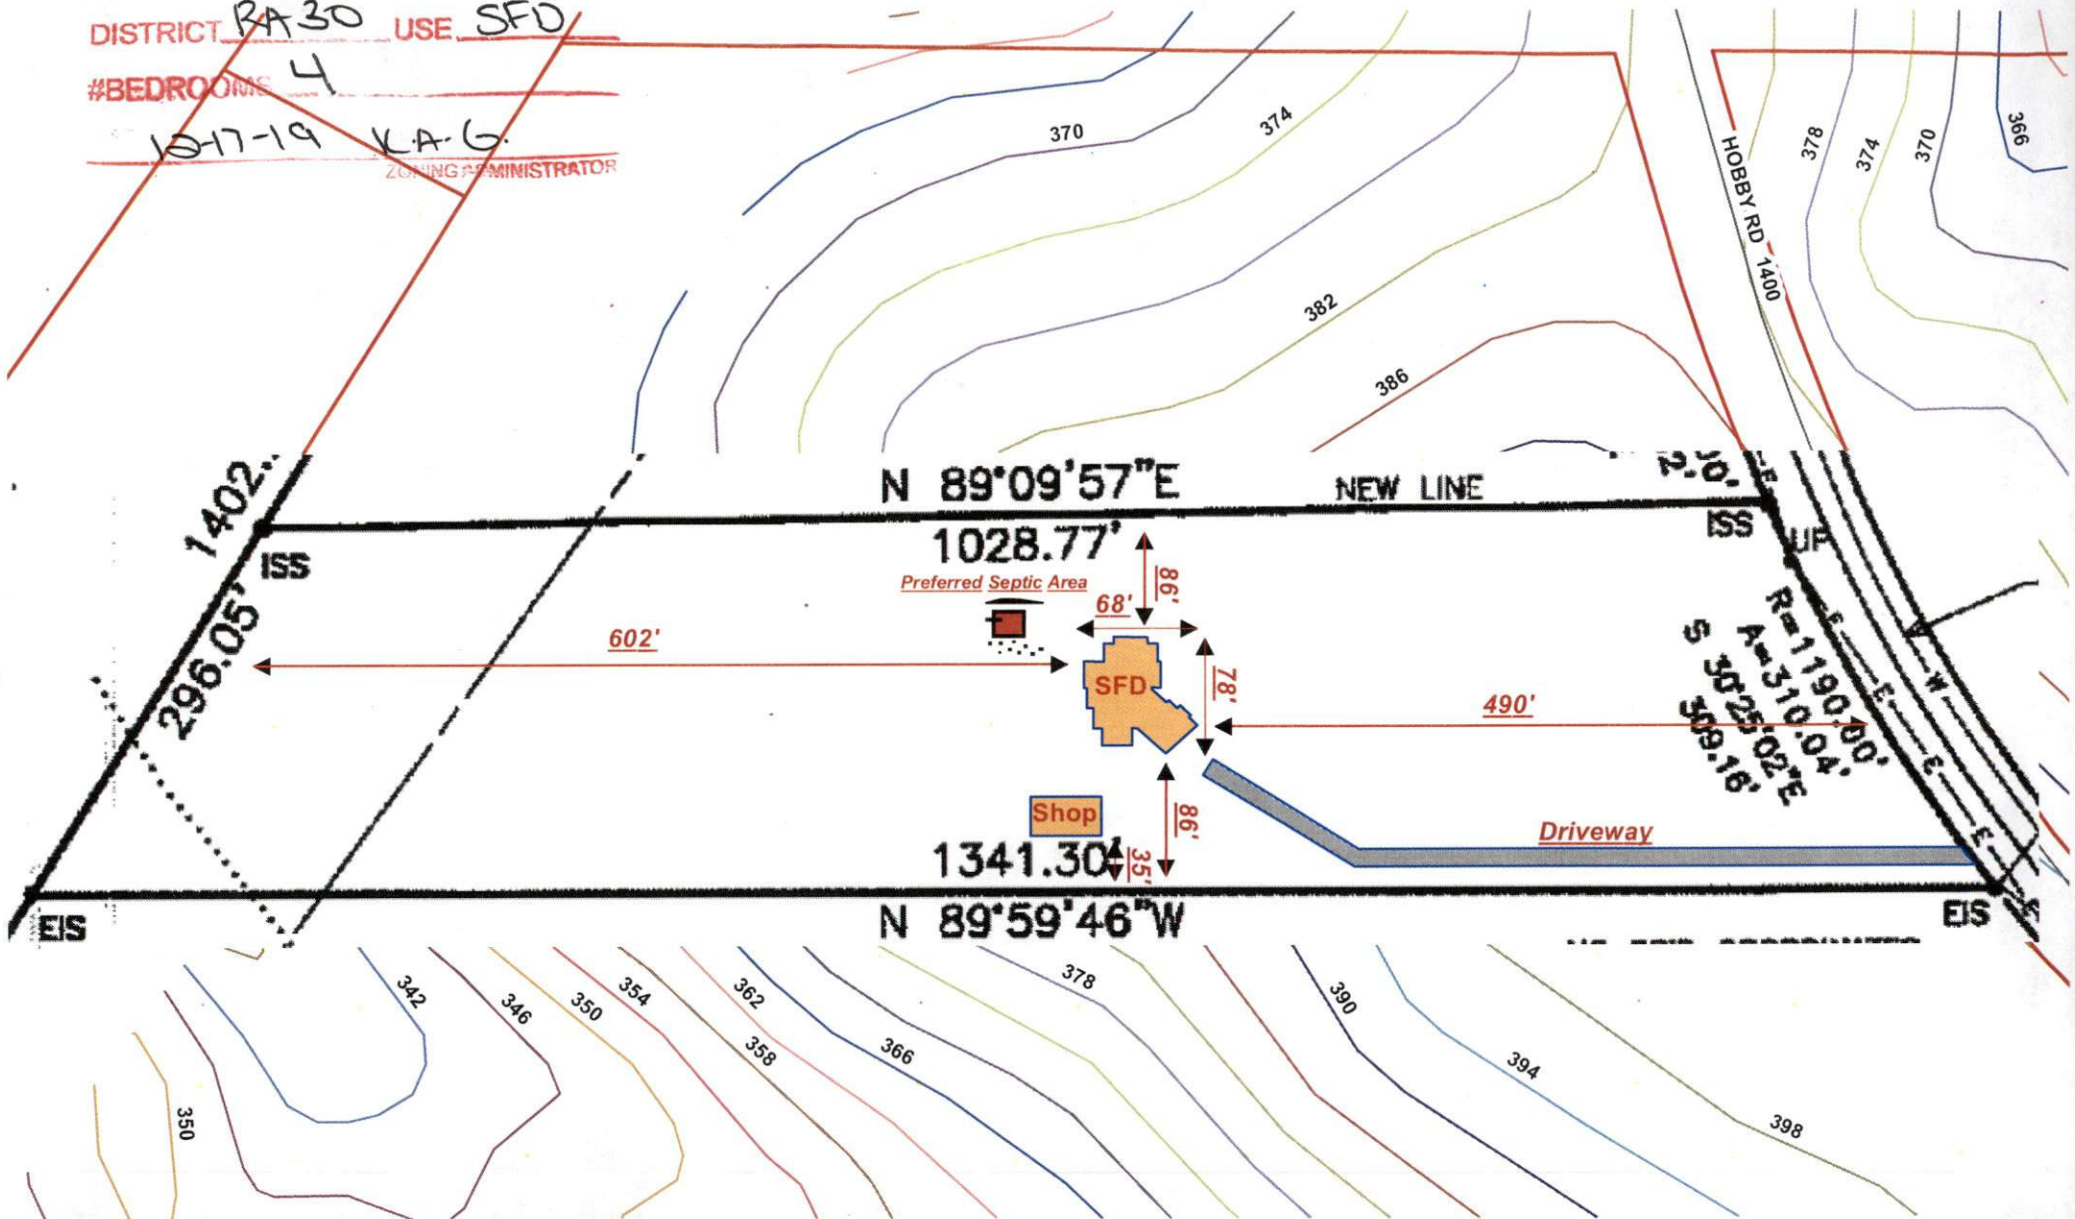 DISTRICT RA30 USE SFD
#BEDROOMS 4
10-17-19 K.A.G.
ZONING ADMINISTRATOR
370
374
382
386
HOBBY RD 1400
378
374
370
366
1402.
296.05'
N 89°09'57"E
NEW LINE
1028.77'
ISS
ISS
UP
Preferred Septic Area
86'
68'
602'
SFD
78'
490'
R=1190.00'
A=310.04'
S 30°25'02"E
309.16'
E
E
E
E
W
Shop
86'
35'
Driveway
1341.30'
N 89°59'46"W
EIS
EIS
342
346
350
354
362
358
366
378
390
394
398
350